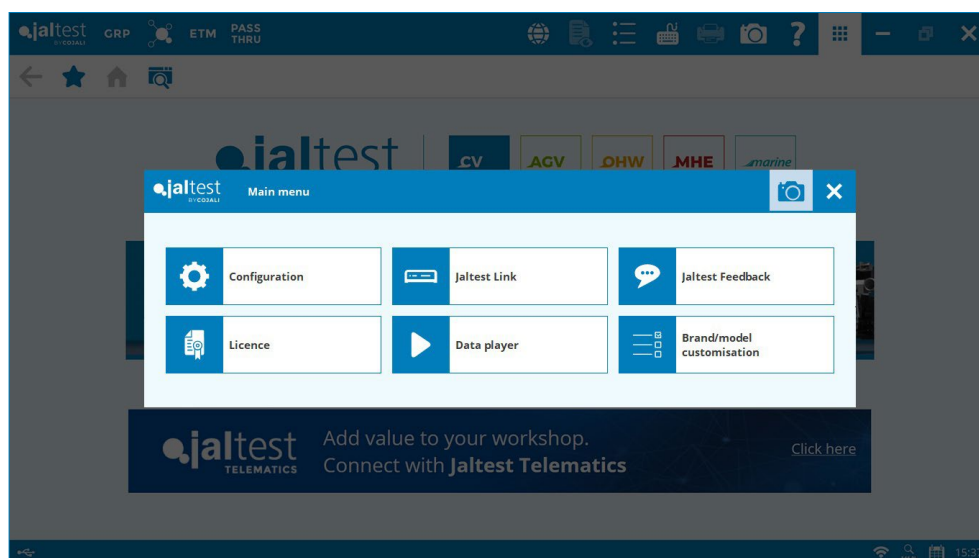 jaltest
BY COJALI
GRP
ETM
PASS
THRU
?
jaltest
CV
AGV
OHW
MHE
marine
jaltest
BY COJALI
Main menu
Configuration
Jaltest Link
Jaltest Feedback
Licence
Data player
Brand/model
customisation
jaltest
TELEMATICS
Add value to your workshop.
Connect with Jaltest Telematics
Click here